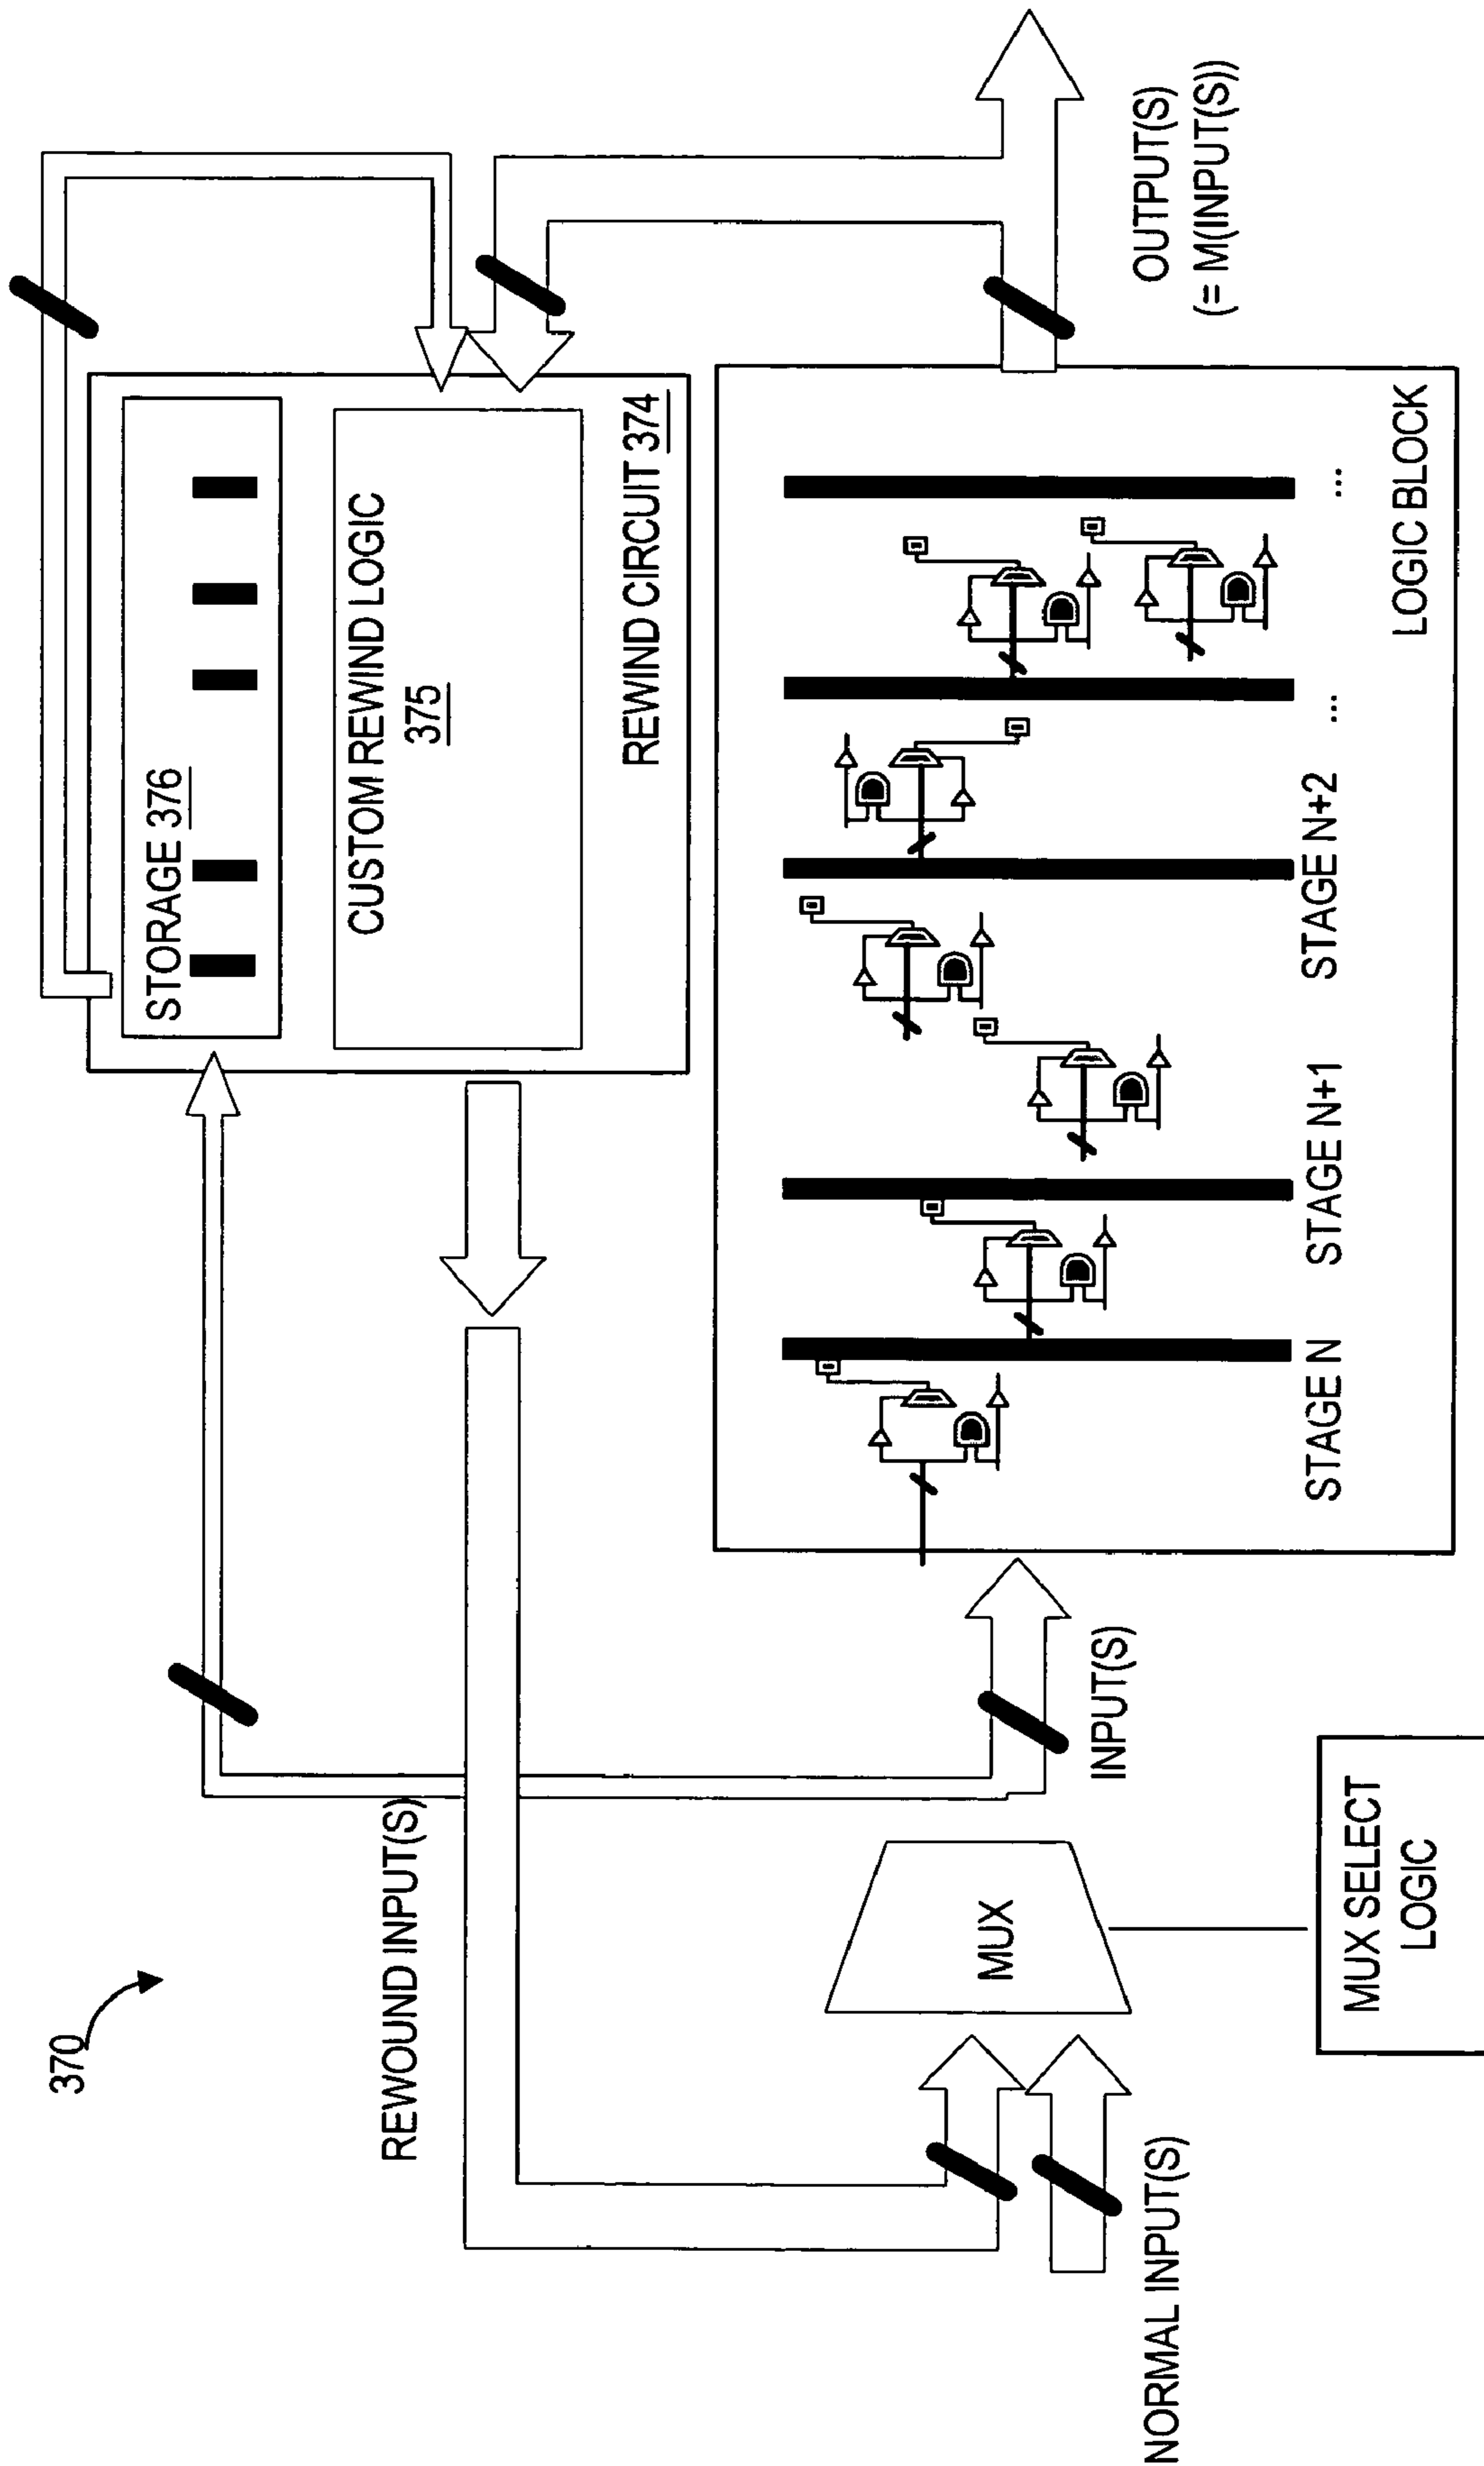 370
STORAGE 376
CUSTOM REWIND LOGIC
375
REWIND CIRCUIT 374
REWOUND INPUT(S)
MUX
NORMAL INPUT(S)
MUX SELECT
LOGIC
INPUT(S)
STAGE N
STAGE N+1
STAGE N+2
...
...
LOGIC BLOCK
OUTPUT(S)
(= M(INPUT(S))